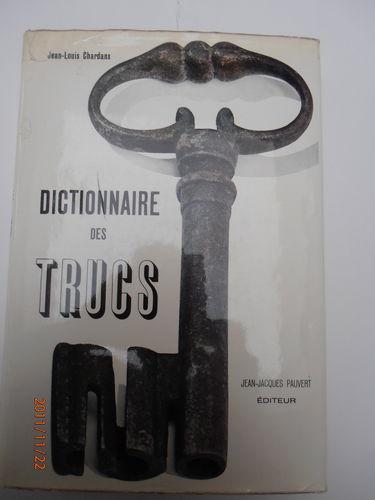 Jean-Louis Chardans
DICTIONNAIRE
DES
TRUCS
JEAN-JACQUES PAUVERT
ÉDITEUR
2011/11/22